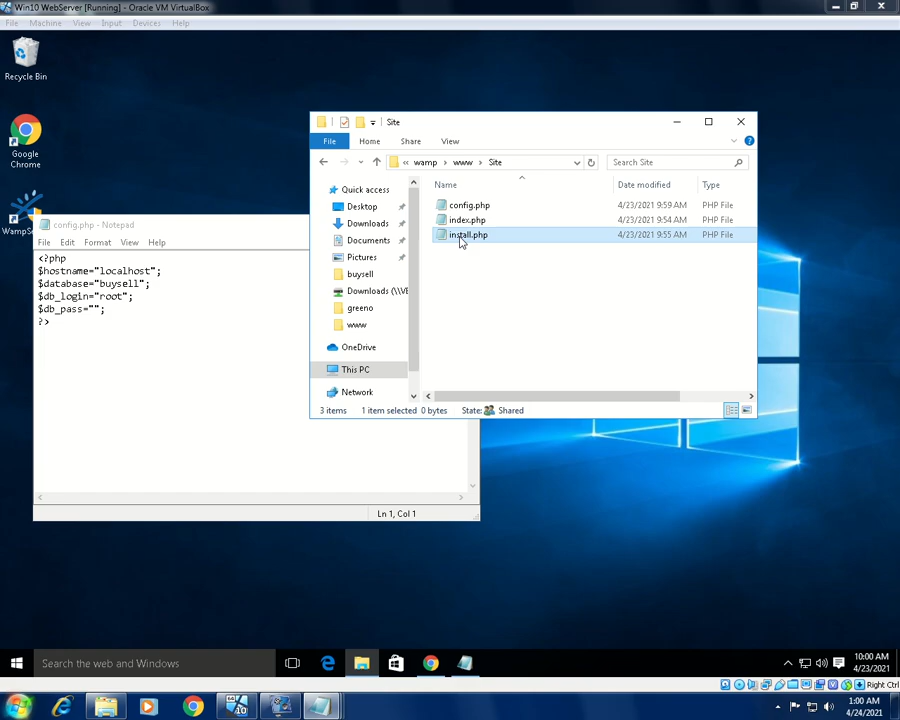 Win10 WebServer [Running] - Oracle VM VirtualBox
File Machine View Input Devices Help
Recycle Bin
Google
Chrome
WampSe
config.php - Notepad
File Edit Format View Help
<?php
$hostname="localhost";
$database="buysell";
$db_login="root";
$db_pass="";
?>
Ln 1, Col 1
Site
File Home Share View
« wamp › www › Site
Search Site
Name Date modified Type
config.php 4/23/2021 9:59 AM PHP File
index.php 4/23/2021 9:54 AM PHP File
install.php 4/23/2021 9:55 AM PHP File
Quick access
Desktop
Downloads
Documents
Pictures
buysell
Downloads (\\VB
greeno
www
OneDrive
This PC
Network
3 items 1 item selected 0 bytes State: Shared
Search the web and Windows
10:00 AM
4/23/2021
Right Ctrl
1:00 AM
4/24/2021